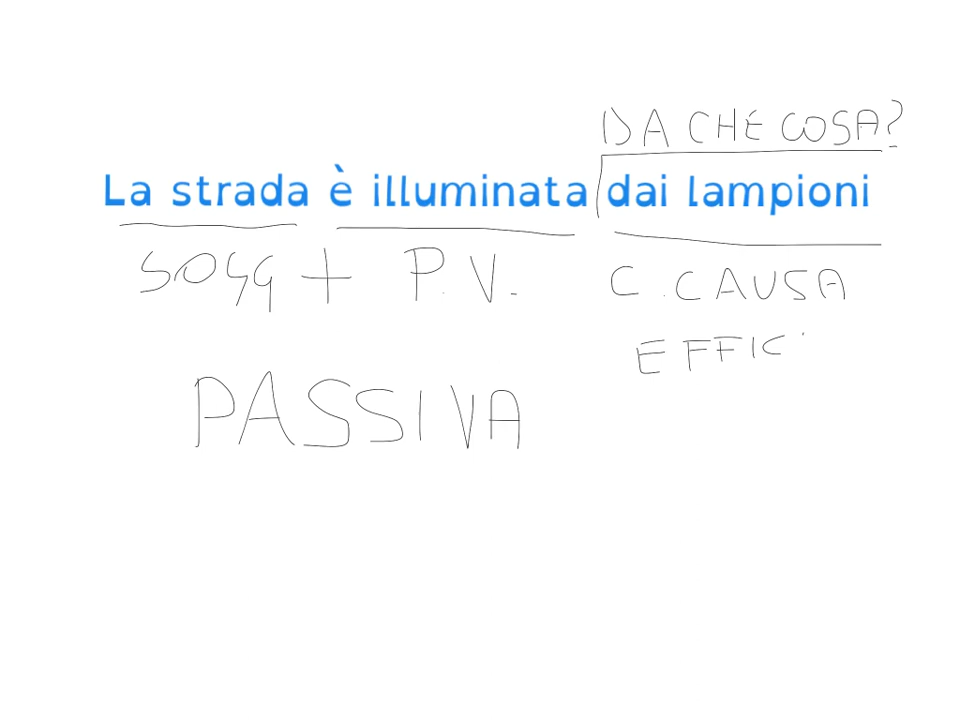 DA CHE COSA?
La strada è illuminata dai lampioni
SOGG + P.V. C. CAUSA
EFFIC.
PASSIVA